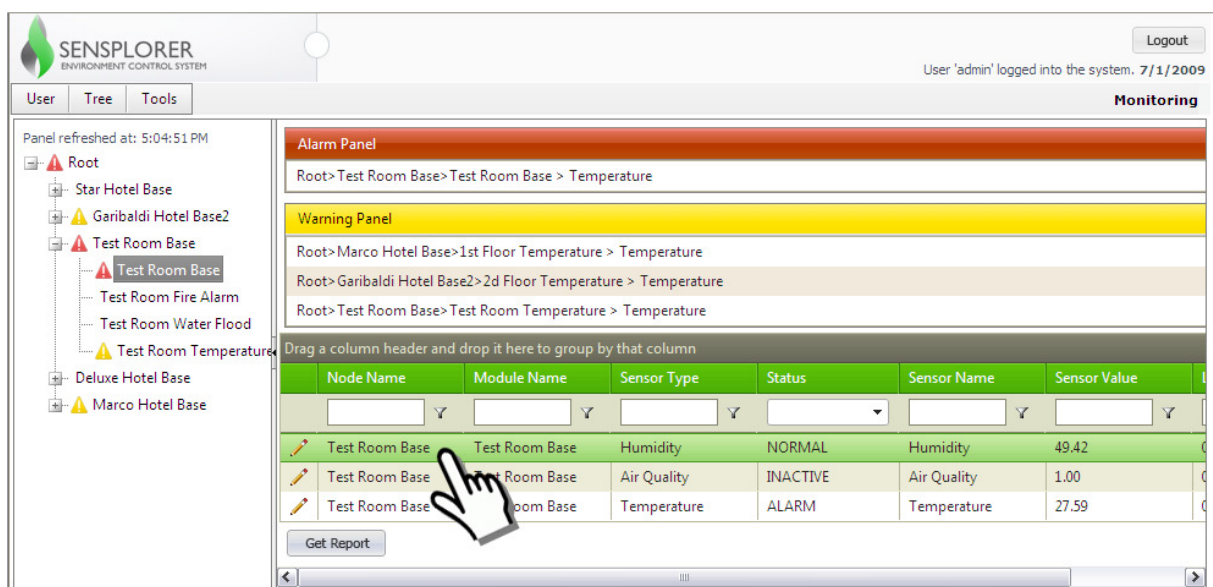 SENSPLORER
ENVIRONMENT CONTROL SYSTEM
Logout
User 'admin' logged into the system. 7/1/2009
User Tree Tools
Monitoring
Panel refreshed at: 5:04:51 PM
Root
Star Hotel Base
Garibaldi Hotel Base2
Test Room Base
Test Room Base
Test Room Fire Alarm
Test Room Water Flood
Test Room Temperature
Deluxe Hotel Base
Marco Hotel Base
Alarm Panel
Root>Test Room Base>Test Room Base > Temperature
Warning Panel
Root>Marco Hotel Base>1st Floor Temperature > Temperature
Root>Garibaldi Hotel Base2>2d Floor Temperature > Temperature
Root>Test Room Base>Test Room Temperature > Temperature
Drag a column header and drop it here to group by that column
Node Name Module Name Sensor Type Status Sensor Name Sensor Value
Test Room Base Test Room Base Humidity NORMAL Humidity 49.42
Test Room Base Room Base Air Quality INACTIVE Air Quality 1.00
Test Room Base Base Temperature ALARM Temperature 27.59
Get Report